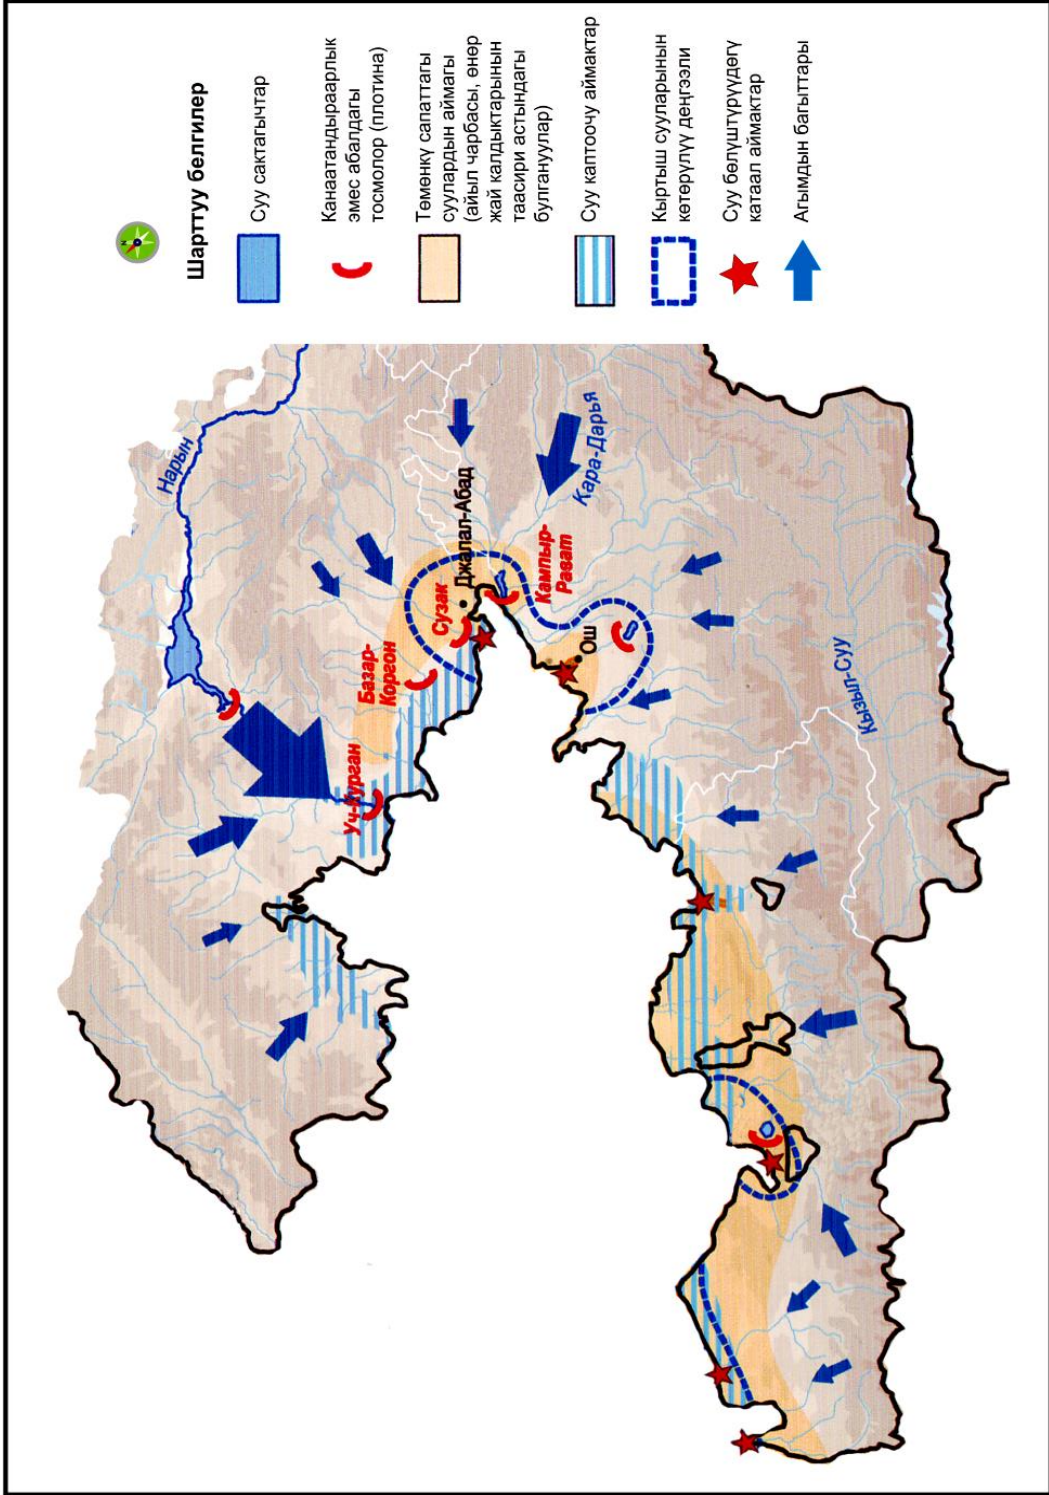 Шарттуу белгилер
Суу сактагычтар
Канаатандыраарлык
эмес абалдагы
тосмолор (плотина)
Төмөнкү сапаттагы
суулардын аймагы
(айыл чарбасы, өнөр
жай калдыктарынын
таасири астындагы
булгануулар)
Суу каптоочу аймактар
Кыртыш сууларынын
көтөрүлүү деңгээли
Суу бөлүштүрүүдөгү
катаал аймактар
Агымдын багыттары
N
Нарын
Базар-
Коргон
Уч-Курган
Сузак
Джалал-Абад
Кара-Дарья
Кампыр-
Рават
Ош
Кызыл-Суу